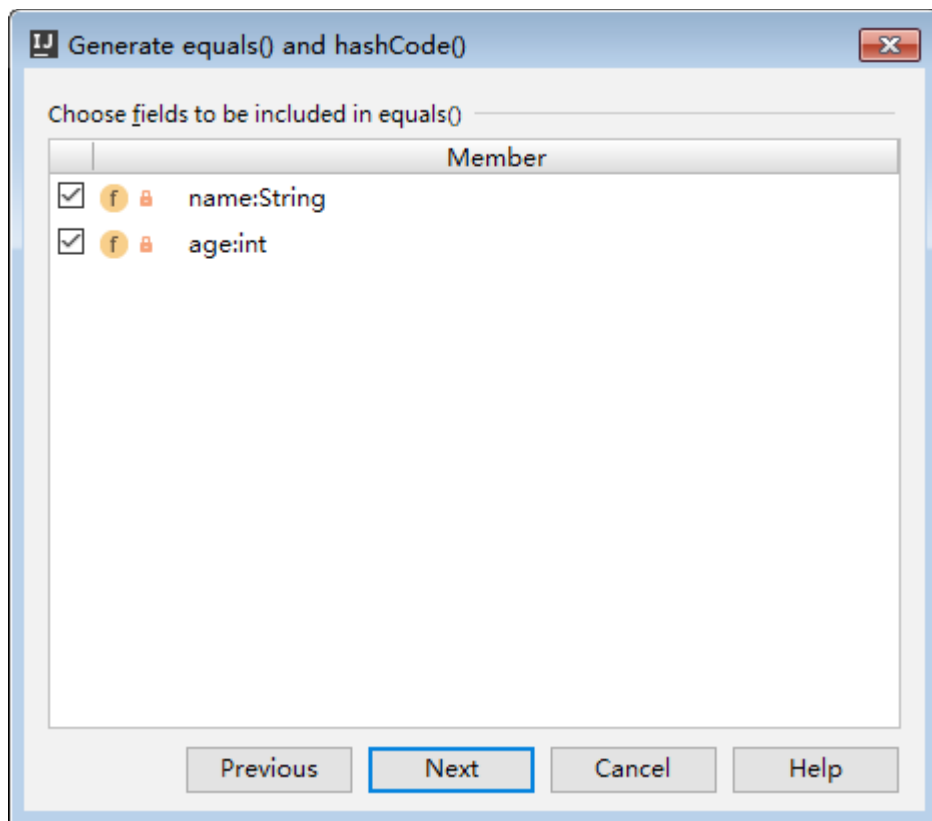 IJ Generate equals() and hashCode()
Choose fields to be included in equals()
Member
f name:String
f age:int
Previous Next Cancel Help